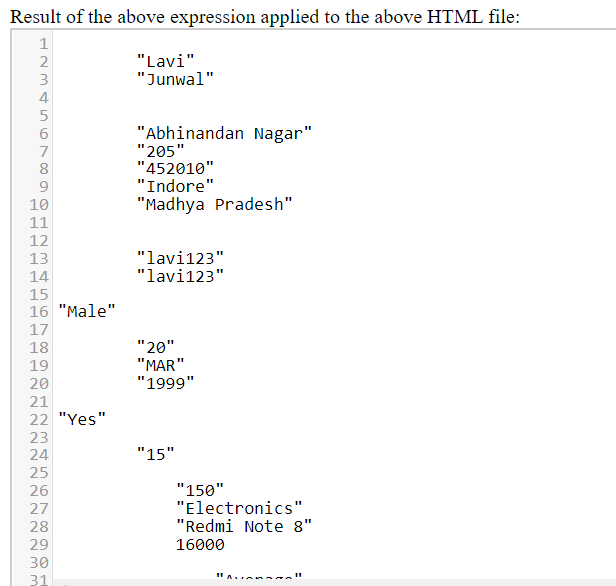 Result of the above expression applied to the above HTML file:
1
2 "Lavi"
3 "Junwal"
4
5
6 "Abhinandan Nagar"
7 "205"
8 "452010"
9 "Indore"
10 "Madhya Pradesh"
11
12
13 "lavi123"
14 "lavi123"
15
16 "Male"
17
18 "20"
19 "MAR"
20 "1999"
21
22 "Yes"
23
24 "15"
25
26 "150"
27 "Electronics"
28 "Redmi Note 8"
29 16000
30
31 "Average"